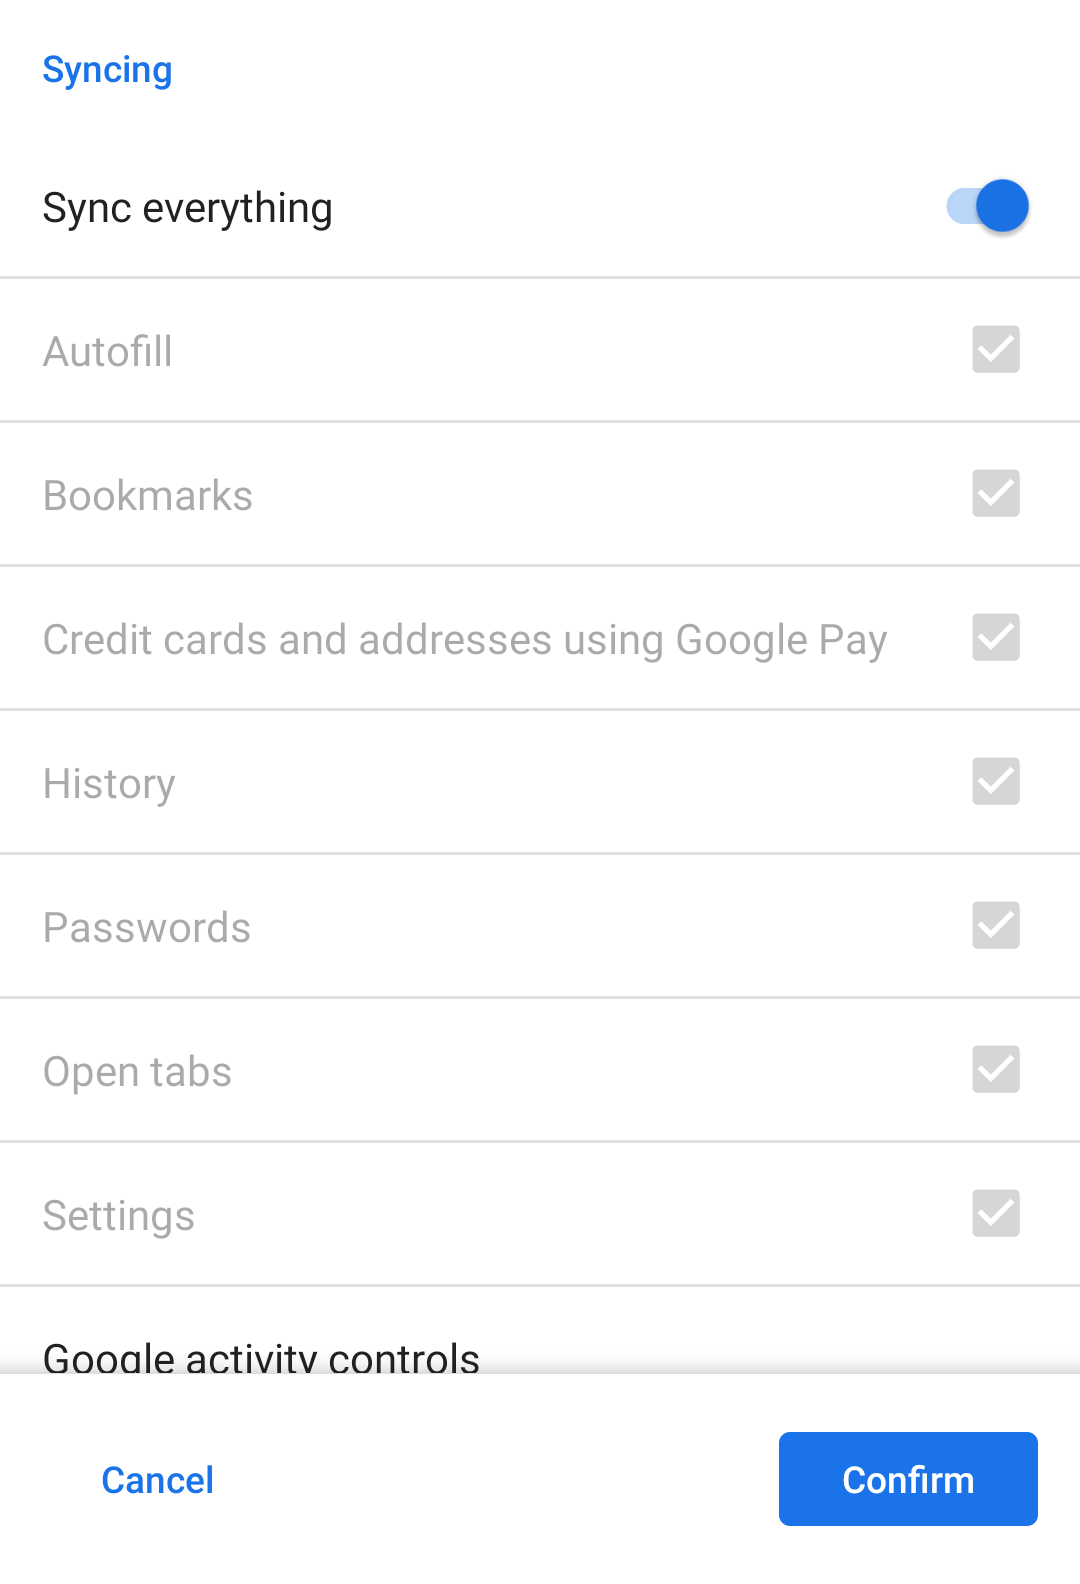 Syncing
Sync everything
Autofill
Bookmarks
Credit cards and addresses using Google Pay
History
Passwords
Open tabs
Settings
Google activity controls
Cancel
Confirm